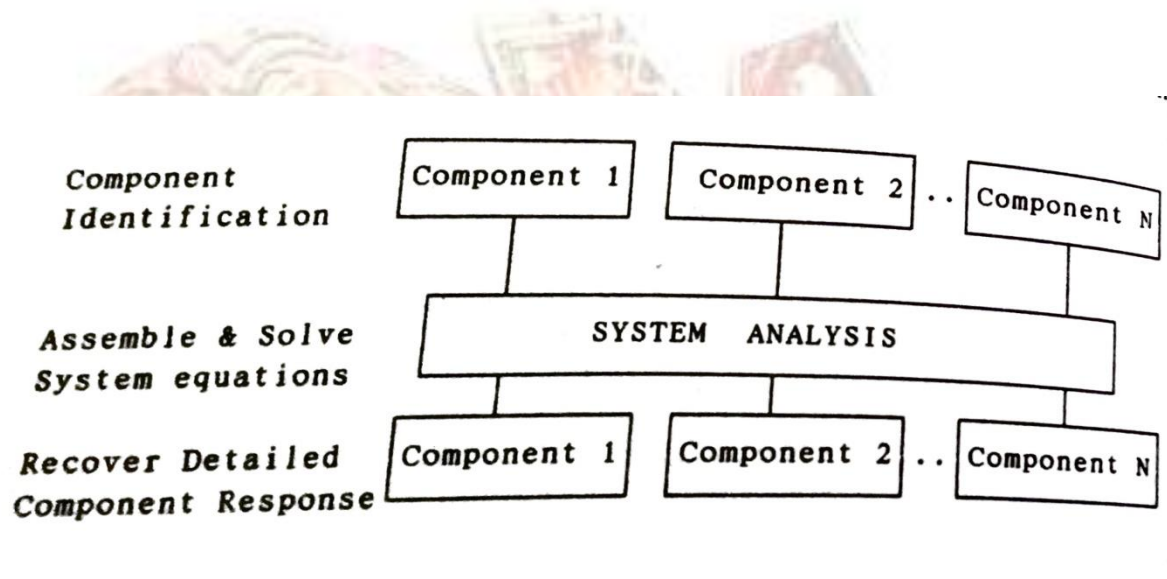 Component
Identification
Component 1
Component 2
..
Component N
Assemble & Solve
System equations
SYSTEM ANALYSIS
Recover Detailed
Component Response
Component 1
Component 2
..
Component N